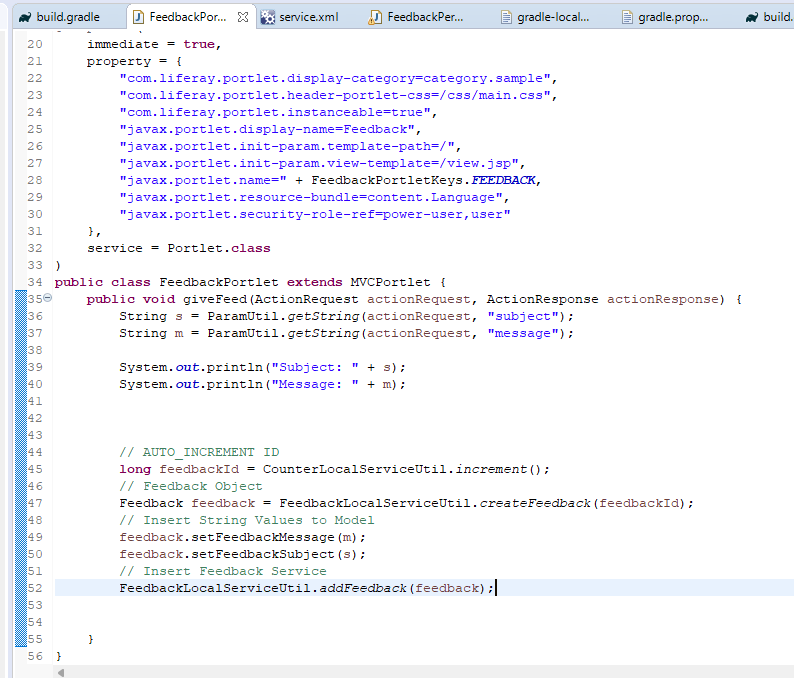 build.gradle FeedbackPor... service.xml FeedbackPer... gradle-local... gradle.prop... build.
20 immediate = true,
21 property = {
22 "com.liferay.portlet.display-category=category.sample",
23 "com.liferay.portlet.header-portlet-css=/css/main.css",
24 "com.liferay.portlet.instanceable=true",
25 "javax.portlet.display-name=Feedback",
26 "javax.portlet.init-param.template-path=/",
27 "javax.portlet.init-param.view-template=/view.jsp",
28 "javax.portlet.name=" + FeedbackPortletKeys.FEEDBACK,
29 "javax.portlet.resource-bundle=content.Language",
30 "javax.portlet.security-role-ref=power-user,user"
31 },
32 service = Portlet.class
33 )
34 public class FeedbackPortlet extends MVCPortlet {
35 public void giveFeed(ActionRequest actionRequest, ActionResponse actionResponse) {
36 String s = ParamUtil.getString(actionRequest, "subject");
37 String m = ParamUtil.getString(actionRequest, "message");
38
39 System.out.println("Subject: " + s);
40 System.out.println("Message: " + m);
41
42
43
44 // AUTO_INCREMENT ID
45 long feedbackId = CounterLocalServiceUtil.increment();
46 // Feedback Object
47 Feedback feedback = FeedbackLocalServiceUtil.createFeedback(feedbackId);
48 // Insert String Values to Model
49 feedback.setFeedbackMessage(m);
50 feedback.setFeedbackSubject(s);
51 // Insert Feedback Service
52 FeedbackLocalServiceUtil.addFeedback(feedback);
53
54
55 }
56 }